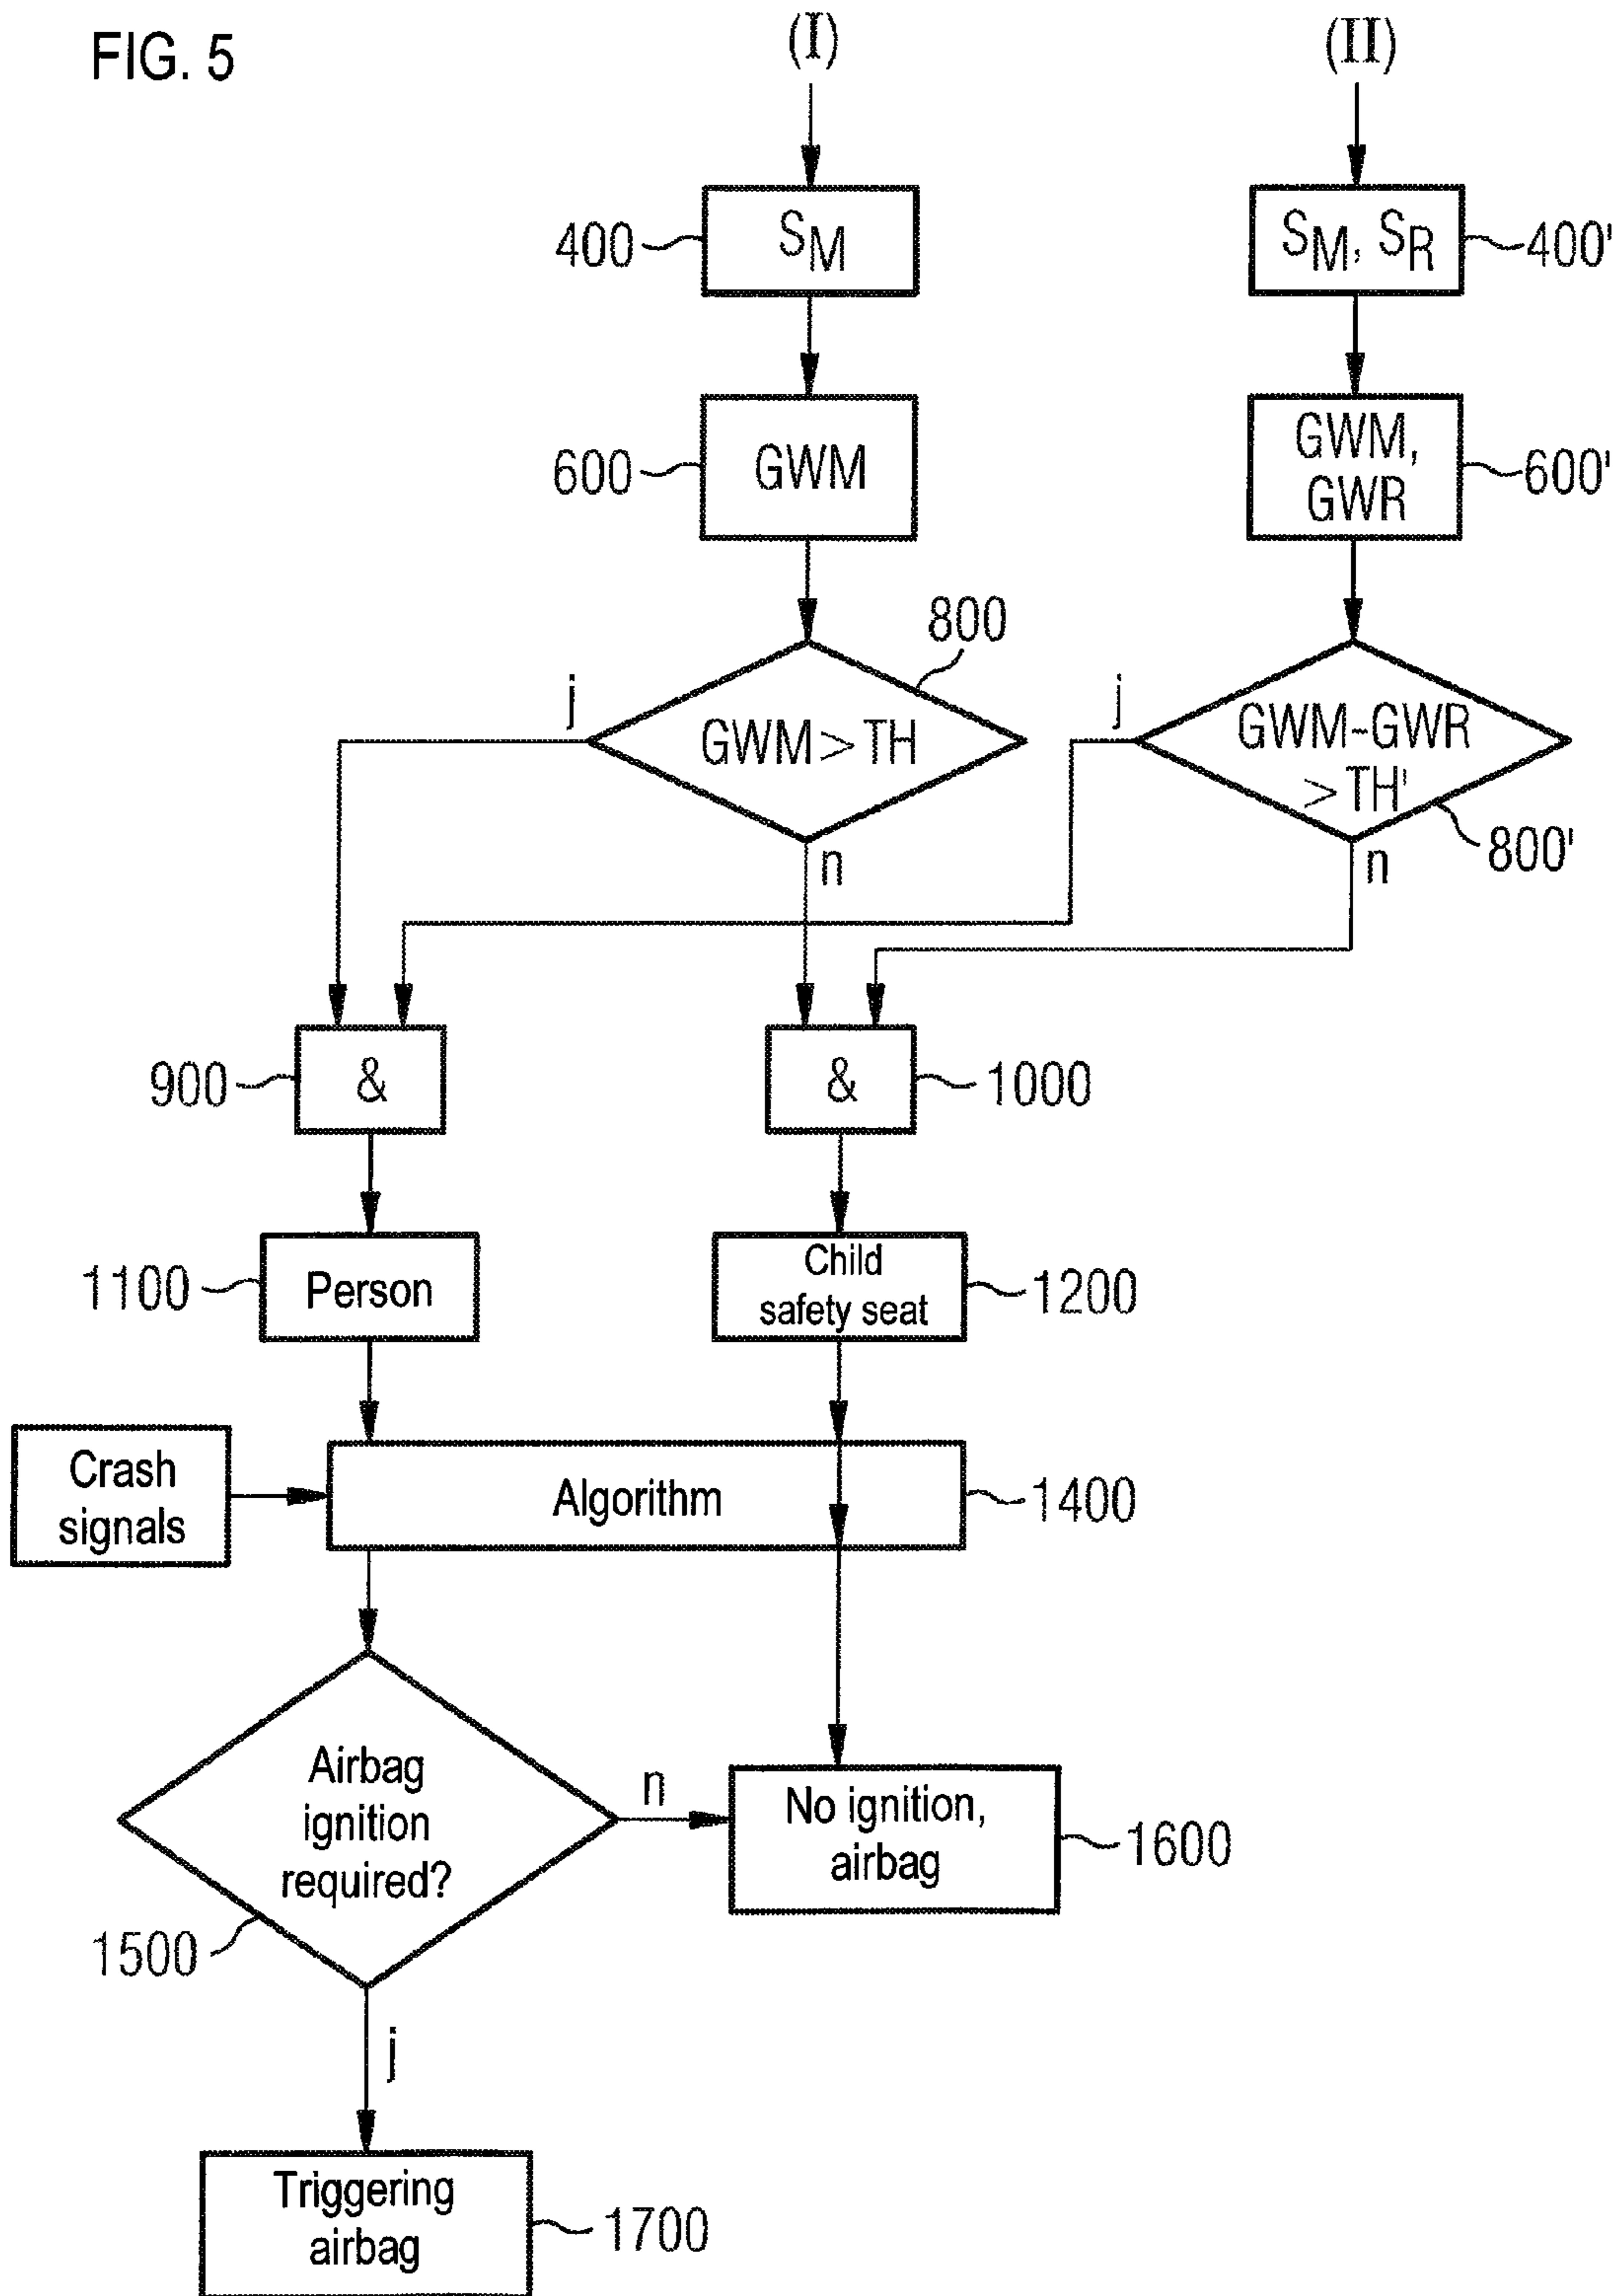 FIG. 5
(I)
(II)
400
SM
SM, SR
400'
600
GWM
GWM,
GWR
600'
800
j
GWM > TH
n
j
GWM-GWR
> TH'
800'
n
900
&
&
1000
1100
Person
Child
safety seat
1200
Crash
signals
Algorithm
1400
Airbag
ignition
required?
n
No ignition,
airbag
1600
1500
j
Triggering
airbag
1700